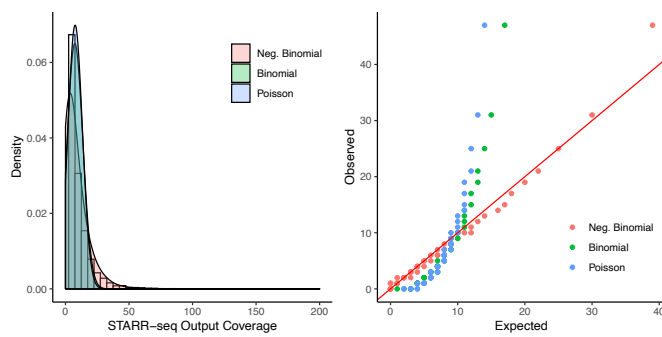 Density
0.06
0.04
0.02
0.00
0
50
100
150
200
STARR−seq Output Coverage
Neg. Binomial
Binomial
Poisson
Observed
40
30
20
10
0
0
10
20
30
40
Expected
Neg. Binomial
Binomial
Poisson